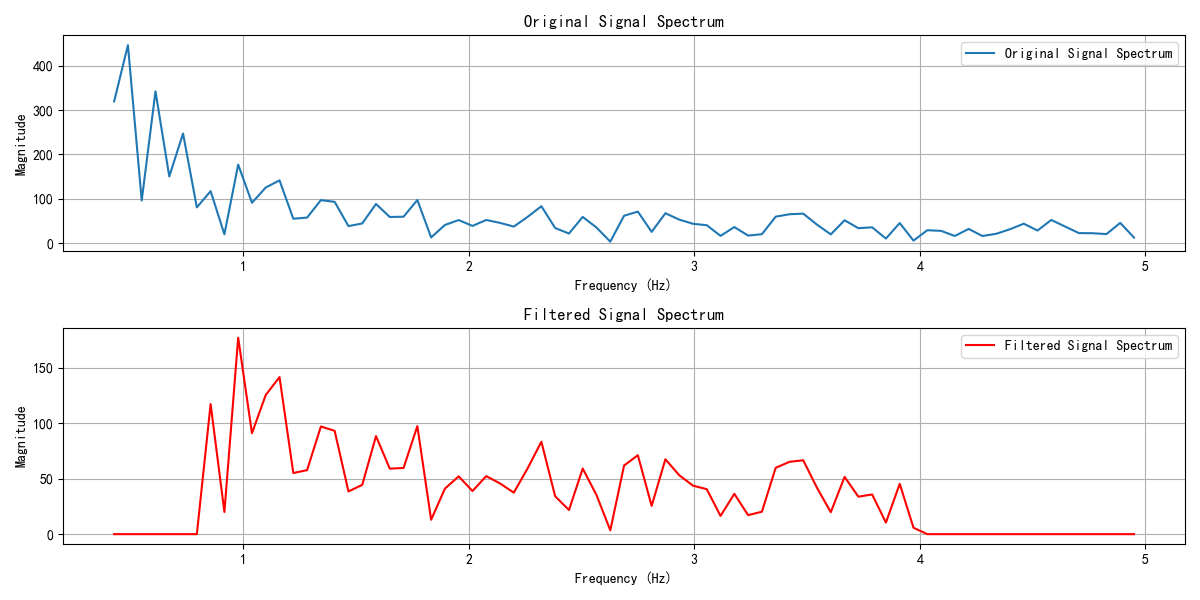 Original Signal Spectrum
Original Signal Spectrum
400
300
200
100
0
Magnitude
1 2 3 4 5
Frequency (Hz)
Filtered Signal Spectrum
Filtered Signal Spectrum
150
100
50
0
Magnitude
1 2 3 4 5
Frequency (Hz)